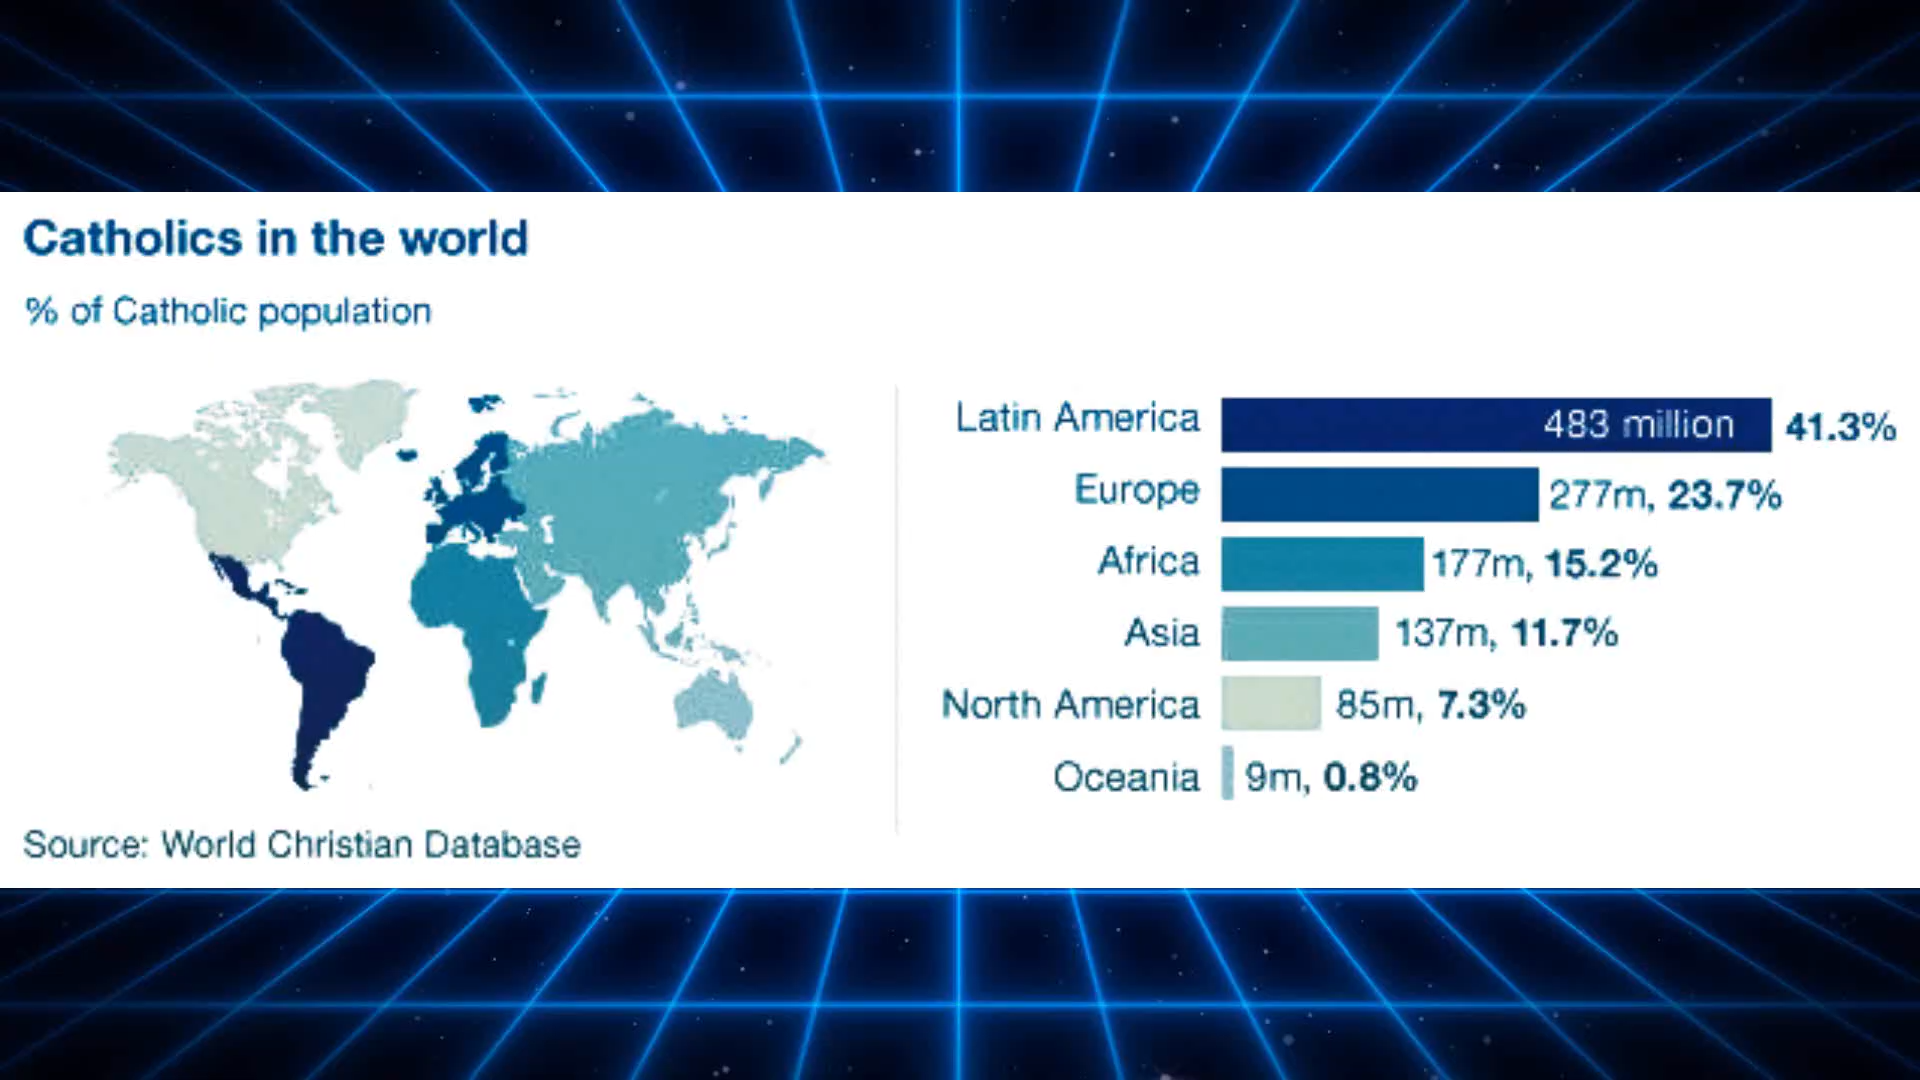 Catholics in the world
% of Catholic population
Latin America 483 million 41.3%
Europe 277m, 23.7%
Africa 177m, 15.2%
Asia 137m, 11.7%
North America 85m, 7.3%
Oceania 9m, 0.8%
Source: World Christian Database